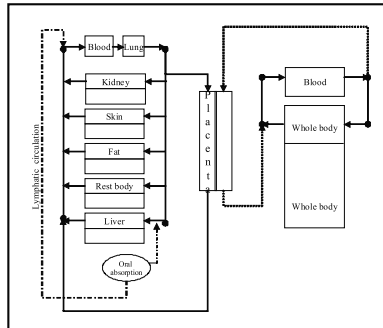 Blood Lung
Kidney
Skin
Fat
Rest body
Liver
Oral
absorption
Lymphatic circulation
Placenta
Blood
Whole body
Whole body